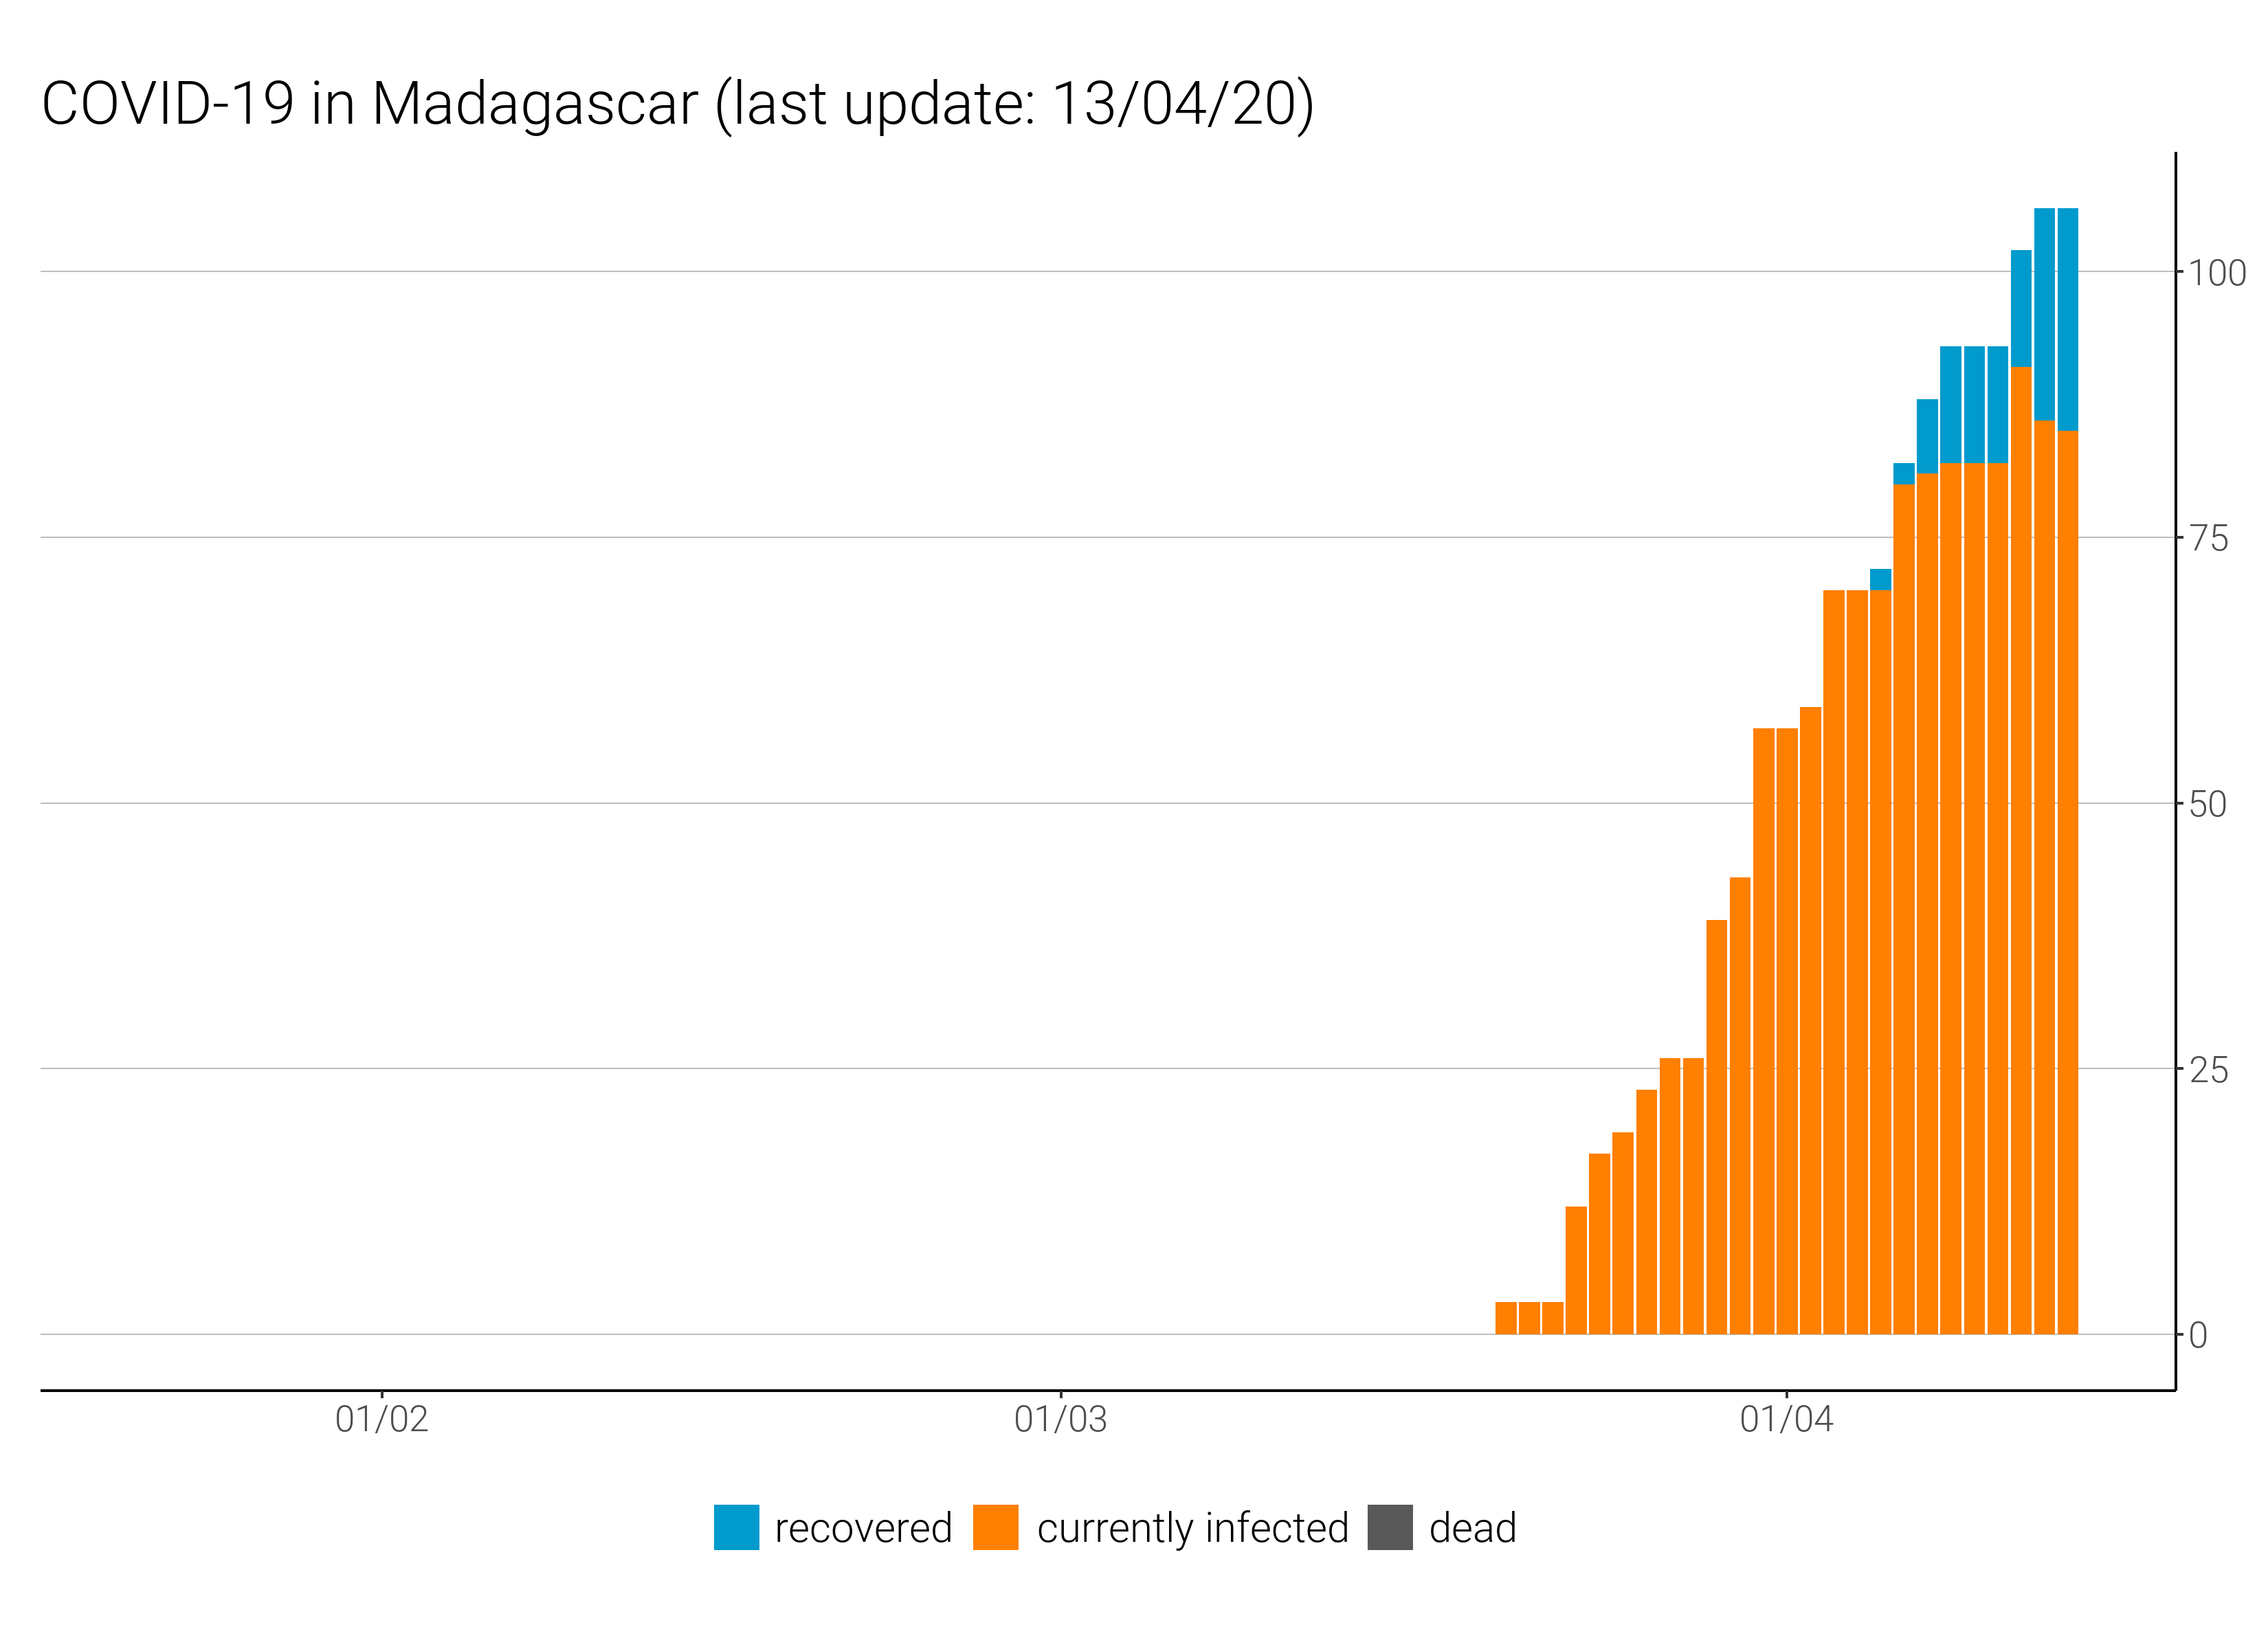 COVID-19 in Madagascar (last update: 13/04/20)
100
75
50
25
0
01/02 01/03 01/04
recovered currently infected dead